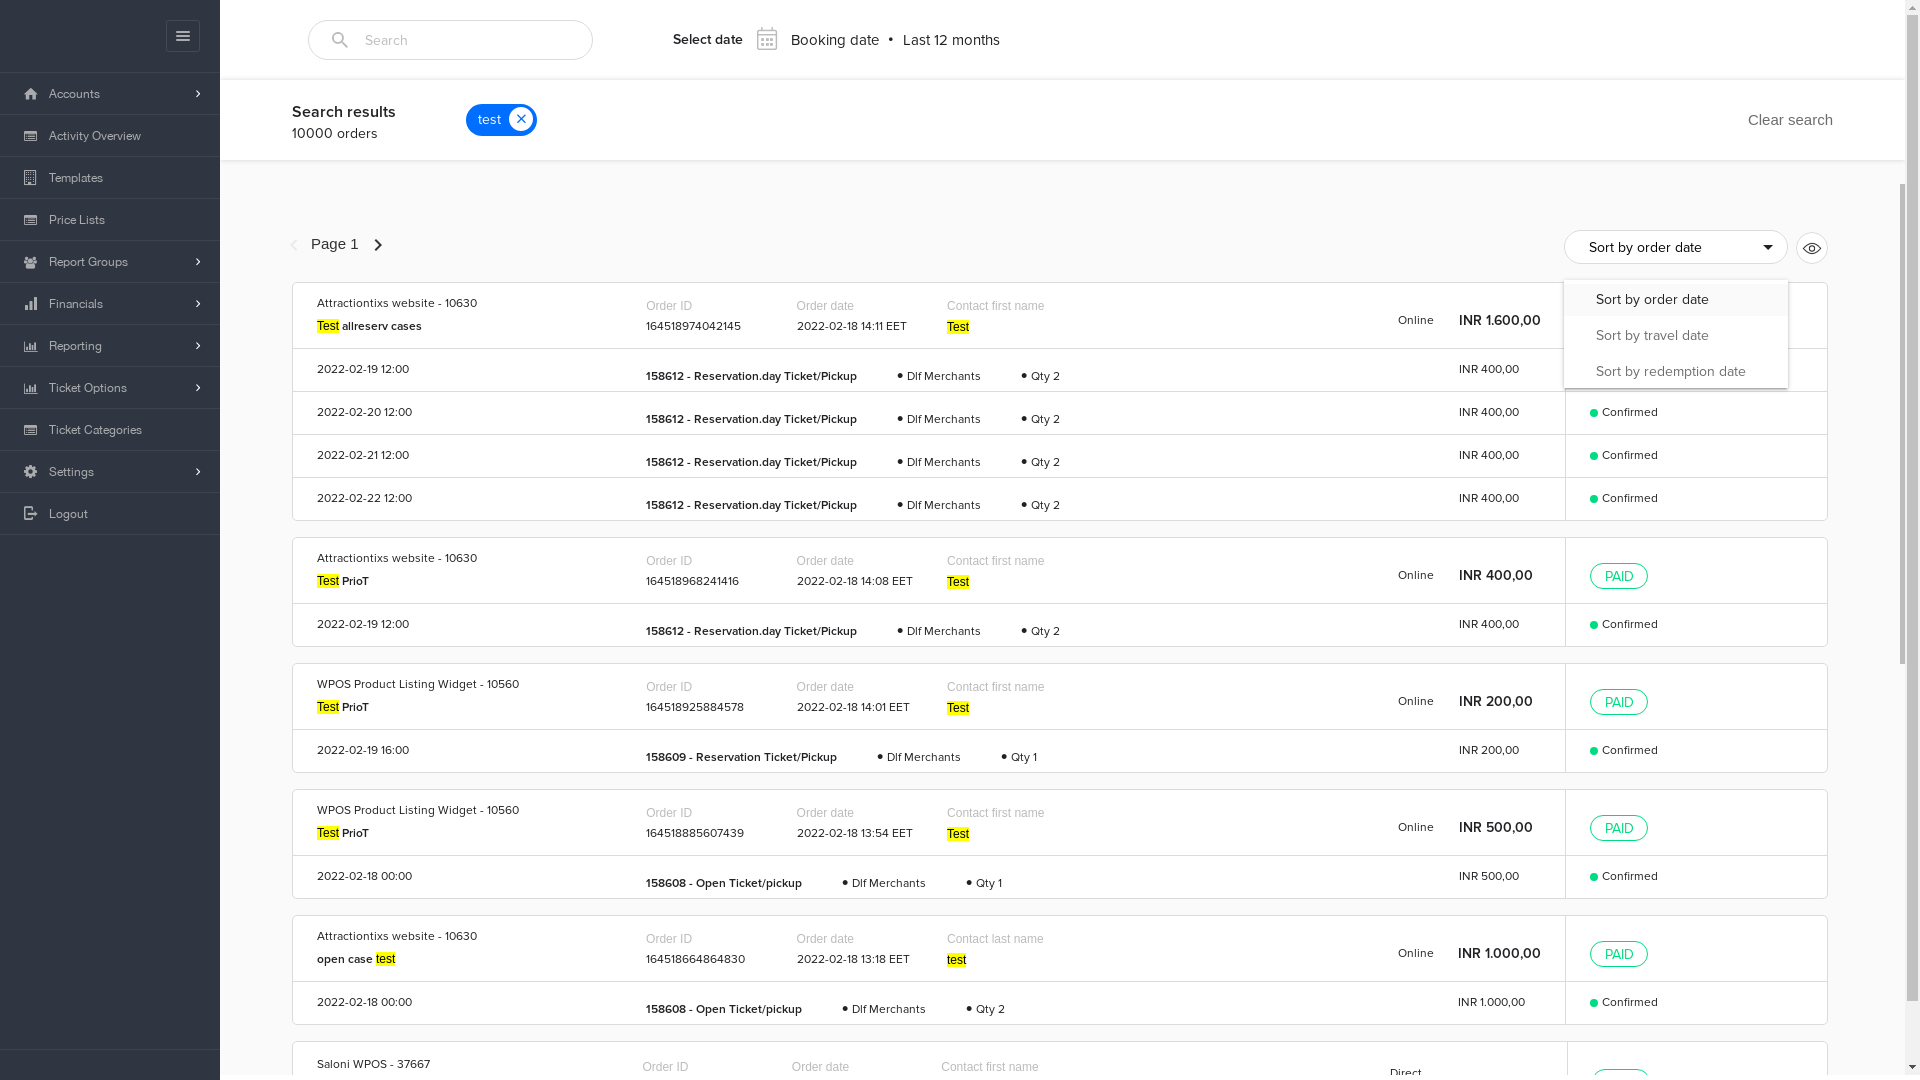 Search
Select date
Booking date • Last 12 months
Accounts
Activity Overview
Templates
Price Lists
Report Groups
Financials
Reporting
Ticket Options
Ticket Categories
Settings
Logout
Search results
10000 orders
test
Clear search
Page 1
Sort by order date
Sort by order date
Sort by travel date
Sort by redemption date
Attractiontixs website - 10630
Test allreserv cases
Order ID
164518974042145
Order date
2022-02-18 14:11 EET
Contact first name
Test
Online
INR 1.600,00
2022-02-19 12:00
158612 - Reservation.day Ticket/Pickup • Dlf Merchants • Qty 2
INR 400,00
2022-02-20 12:00
158612 - Reservation.day Ticket/Pickup • Dlf Merchants • Qty 2
INR 400,00
Confirmed
2022-02-21 12:00
158612 - Reservation.day Ticket/Pickup • Dlf Merchants • Qty 2
INR 400,00
Confirmed
2022-02-22 12:00
158612 - Reservation.day Ticket/Pickup • Dlf Merchants • Qty 2
INR 400,00
Confirmed
Attractiontixs website - 10630
Test PrioT
Order ID
164518968241416
Order date
2022-02-18 14:08 EET
Contact first name
Test
Online
INR 400,00
PAID
2022-02-19 12:00
158612 - Reservation.day Ticket/Pickup • Dlf Merchants • Qty 2
INR 400,00
Confirmed
WPOS Product Listing Widget - 10560
Test PrioT
Order ID
164518925884578
Order date
2022-02-18 14:01 EET
Contact first name
Test
Online
INR 200,00
PAID
2022-02-19 16:00
158609 - Reservation Ticket/Pickup • Dlf Merchants • Qty 1
INR 200,00
Confirmed
WPOS Product Listing Widget - 10560
Test PrioT
Order ID
164518885607439
Order date
2022-02-18 13:54 EET
Contact first name
Test
Online
INR 500,00
PAID
2022-02-18 00:00
158608 - Open Ticket/pickup • Dlf Merchants • Qty 1
INR 500,00
Confirmed
Attractiontixs website - 10630
open case test
Order ID
164518664864830
Order date
2022-02-18 13:18 EET
Contact last name
test
Online
INR 1.000,00
PAID
2022-02-18 00:00
158608 - Open Ticket/pickup • Dlf Merchants • Qty 2
INR 1.000,00
Confirmed
Saloni WPOS - 37667
Order ID
Order date
Contact first name
Direct